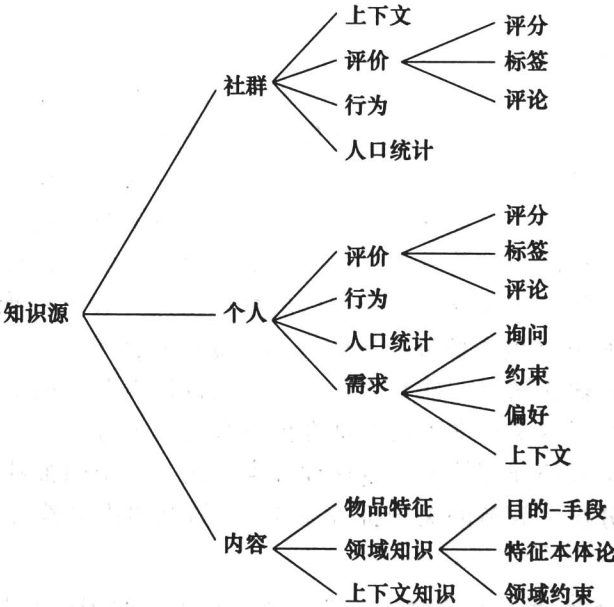 知识源
社群
上下文
评价
评分
标签
评论
行为
人口统计
个人
评价
评分
标签
评论
行为
人口统计
需求
询问
约束
偏好
上下文
内容
物品特征
领域知识
目的-手段
特征本体论
领域约束
上下文知识